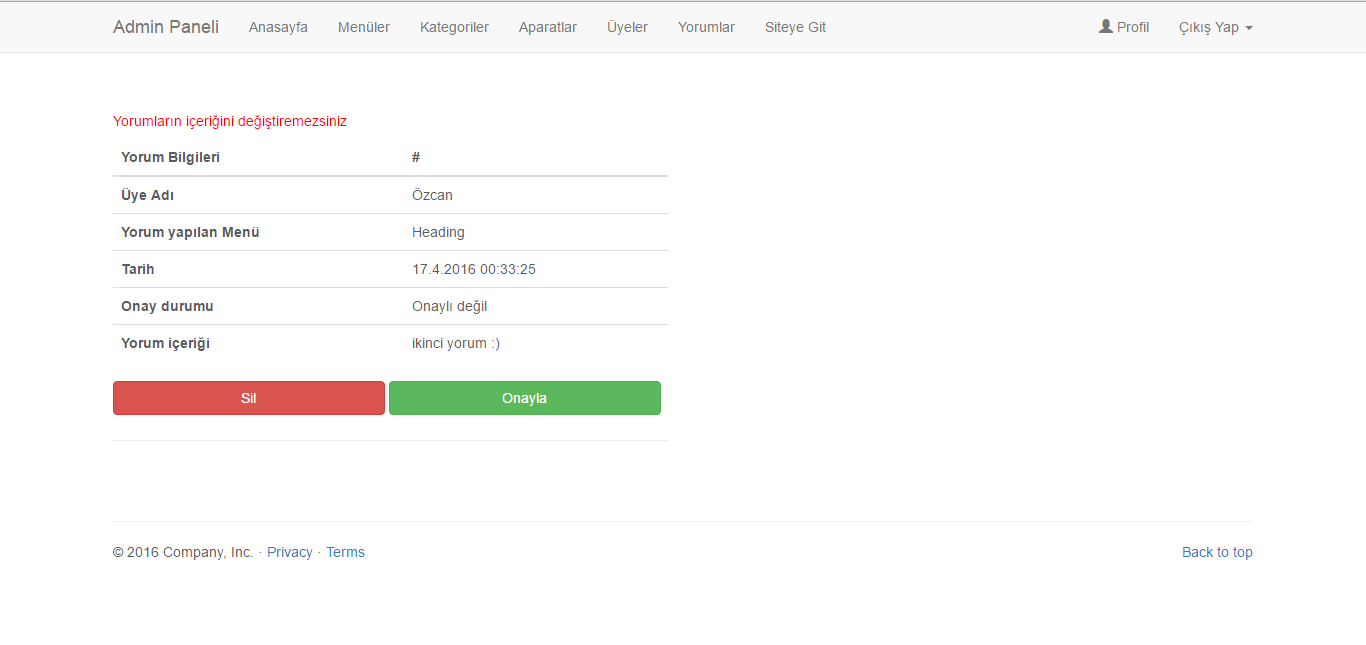 Admin Paneli Anasayfa Menüler Kategoriler Aparatlar Üyeler Yorumlar Siteye Git Profil Çıkış Yap
Yorumların içeriğini değiştiremezsiniz
Yorum Bilgileri #
Üye Adı Özcan
Yorum yapılan Menü Heading
Tarih 17.4.2016 00:33:25
Onay durumu Onaylı değil
Yorum içeriği ikinci yorum :)
Sil Onayla
© 2016 Company, Inc. · Privacy · Terms Back to top